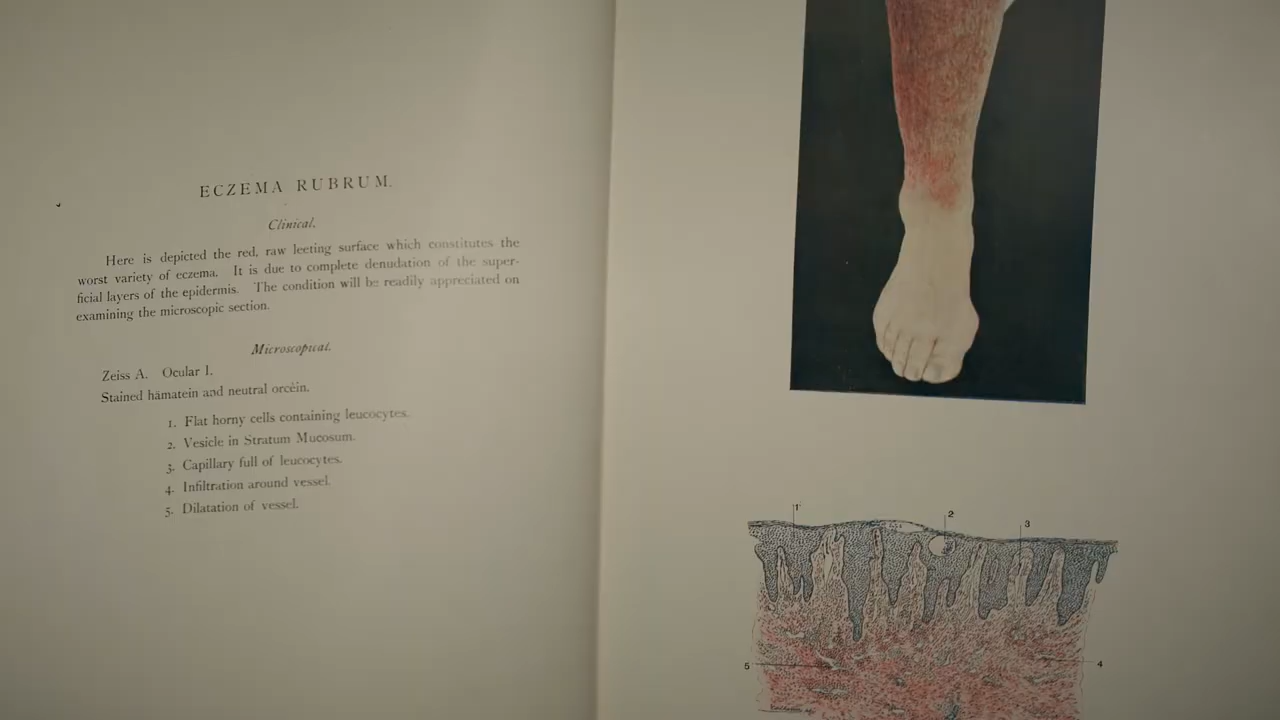 ECZEMA RUBRUM.
Clinical.
Here is depicted the red, raw leeting surface which constitutes the
worst variety of eczema. It is due to complete denudation of the super-
ficial layers of the epidermis. The condition will be readily appreciated on
examining the microscopic section.
Microscopical.
Zeiss A. Ocular I.
Stained hämatein and neutral orcëin.
1. Flat horny cells containing leucocytes.
2. Vesicle in Stratum Mucosum.
3. Capillary full of leucocytes.
4. Infiltration around vessel.
5. Dilatation of vessel.
1
2
3
5
4